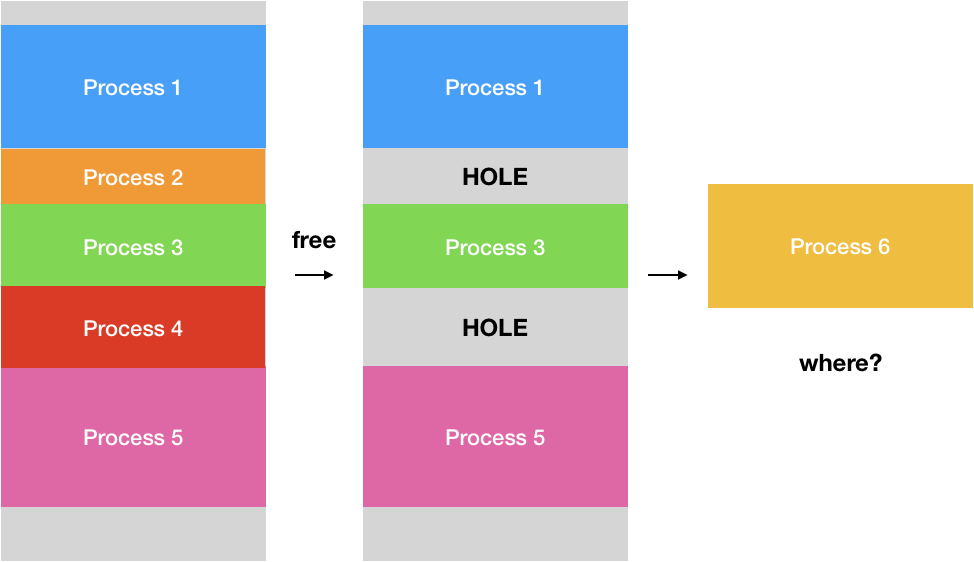 Process 1
Process 2
Process 3
Process 4
Process 5
free
Process 1
HOLE
Process 3
HOLE
Process 5
Process 6
where?